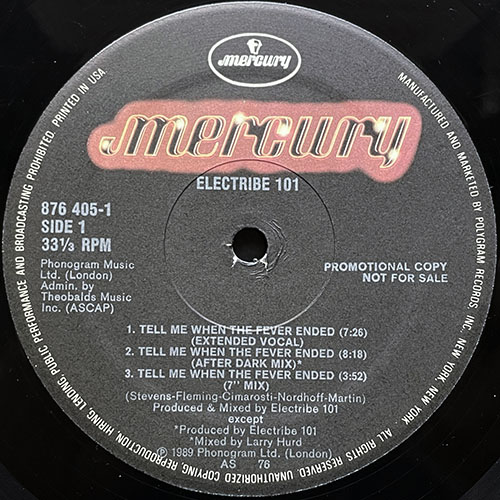 mercury
mercury
ELECTRIBE 101
876 405-1
SIDE 1
33⅓ RPM
Phonogram Music
Ltd. (London)
Admin. by
Theobalds Music
Inc. (ASCAP)
PROMOTIONAL COPY
NOT FOR SALE
1. TELL ME WHEN THE FEVER ENDED (7:26)
(EXTENDED VOCAL)
2. TELL ME WHEN THE FEVER ENDED (8:18)
(AFTER DARK MIX)*
3. TELL ME WHEN THE FEVER ENDED (3:52)
(7" MIX)
(Stevens-Fleming-Cimarosti-Nordhoff-Martin)
Produced & Mixed by Electribe 101
except
*Produced by Electribe 101
*Mixed by Larry Hurd
℗ 1989 Phonogram Ltd. (London)
AS 76
MANUFACTURED AND MARKETED BY POLYGRAM RECORDS INC. NEW YORK, NEW YORK. ALL RIGHTS RESERVED. UNAUTHORIZED COPYING REPRODUCTION, HIRING, LENDING, PUBLIC PERFORMANCE AND BROADCASTING PROHIBITED. PRINTED IN USA.